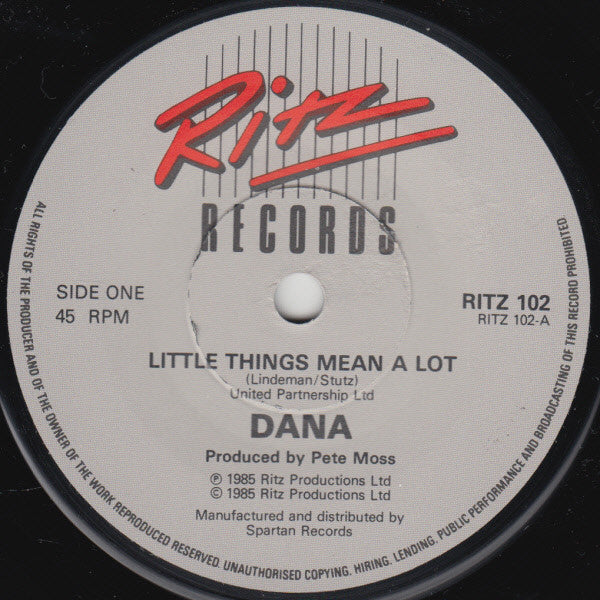 Ritz
RECORDS
SIDE ONE
45 RPM
RITZ 102
RITZ 102-A
LITTLE THINGS MEAN A LOT
(Lindeman/Stutz)
United Partnership Ltd
DANA
Produced by Pete Moss
℗ 1985 Ritz Productions Ltd
© 1985 Ritz Productions Ltd
Manufactured and distributed by
Spartan Records
ALL RIGHTS OF THE PRODUCER AND OF THE OWNER OF THE WORK REPRODUCED RESERVED. UNAUTHORISED COPYING. HIRING. LENDING. PUBLIC PERFORMANCE AND BROADCASTING OF THIS RECORD PROHIBITED.